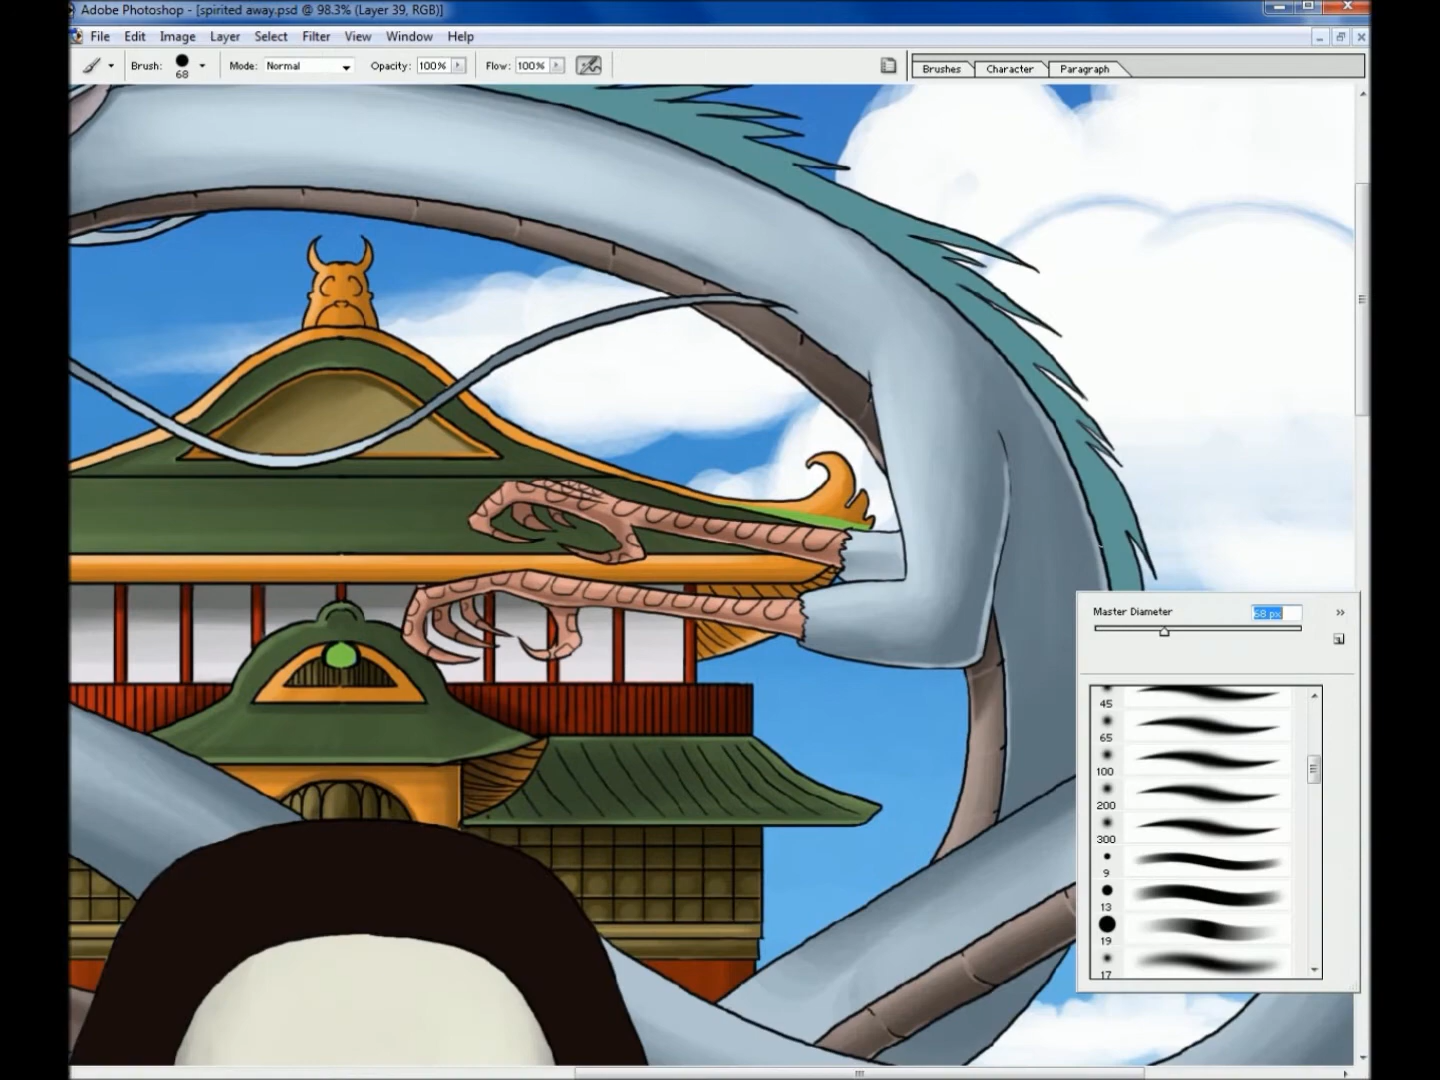 Adobe Photoshop - [spirited away.psd @ 98.3% (Layer 39, RGB)]
File Edit Image Layer Select Filter View Window Help
Brush: 68 Mode: Normal Opacity: 100% Flow: 100% Brushes Character Paragraph
Master Diameter 68 px
45
65
100
200
300
9
13
19
17